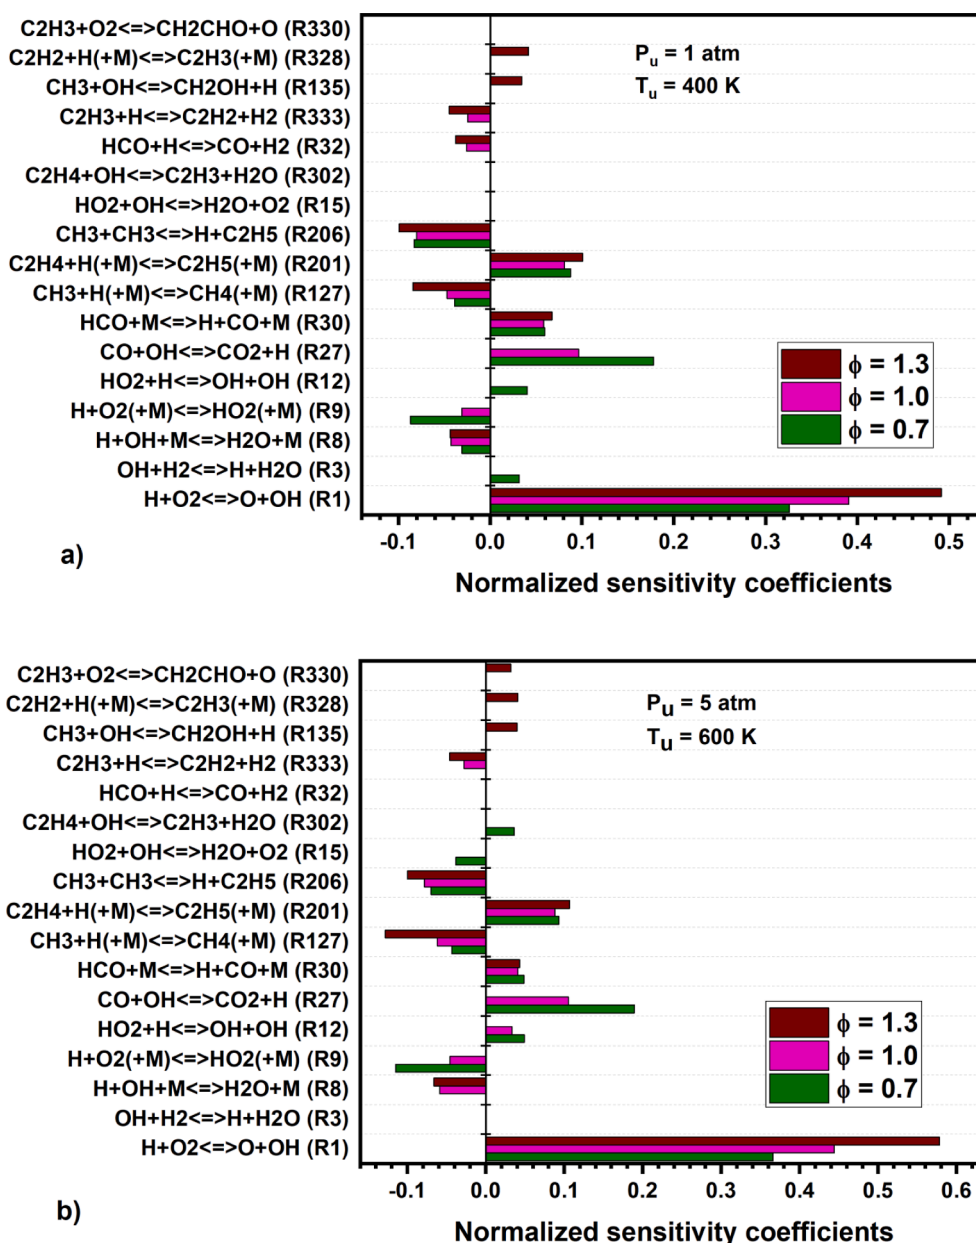 C2H3+O2<=>CH2CHO+O (R330)
C2H2+H(+M)<=>C2H3(+M) (R328)
CH3+OH<=>CH2OH+H (R135)
C2H3+H<=>C2H2+H2 (R333)
HCO+H<=>CO+H2 (R32)
C2H4+OH<=>C2H3+H2O (R302)
HO2+OH<=>H2O+O2 (R15)
CH3+CH3<=>H+C2H5 (R206)
C2H4+H(+M)<=>C2H5(+M) (R201)
CH3+H(+M)<=>CH4(+M) (R127)
HCO+M<=>H+CO+M (R30)
CO+OH<=>CO2+H (R27)
HO2+H<=>OH+OH (R12)
H+O2(+M)<=>HO2(+M) (R9)
H+OH+M<=>H2O+M (R8)
OH+H2<=>H+H2O (R3)
H+O2<=>O+OH (R1)
Pu = 1 atm
Tu = 400 K
ϕ = 1.3
ϕ = 1.0
ϕ = 0.7
-0.1 0.0 0.1 0.2 0.3 0.4 0.5
a)
Normalized sensitivity coefficients
C2H3+O2<=>CH2CHO+O (R330)
C2H2+H(+M)<=>C2H3(+M) (R328)
CH3+OH<=>CH2OH+H (R135)
C2H3+H<=>C2H2+H2 (R333)
HCO+H<=>CO+H2 (R32)
C2H4+OH<=>C2H3+H2O (R302)
HO2+OH<=>H2O+O2 (R15)
CH3+CH3<=>H+C2H5 (R206)
C2H4+H(+M)<=>C2H5(+M) (R201)
CH3+H(+M)<=>CH4(+M) (R127)
HCO+M<=>H+CO+M (R30)
CO+OH<=>CO2+H (R27)
HO2+H<=>OH+OH (R12)
H+O2(+M)<=>HO2(+M) (R9)
H+OH+M<=>H2O+M (R8)
OH+H2<=>H+H2O (R3)
H+O2<=>O+OH (R1)
Pu = 5 atm
Tu = 600 K
ϕ = 1.3
ϕ = 1.0
ϕ = 0.7
-0.1 0.0 0.1 0.2 0.3 0.4 0.5 0.6
b)
Normalized sensitivity coefficients